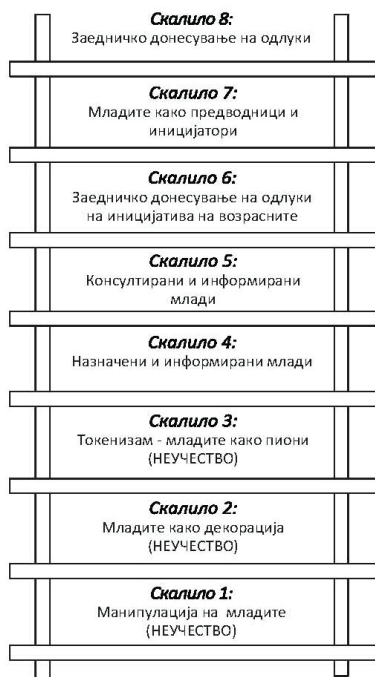 Скалило 8:
Заедничко донесување на одлуки
Скалило 7:
Младите како предводници и
иницијатори
Скалило 6:
Заедничко донесување на одлуки
на иницијатива на возрасните
Скалило 5:
Консултирани и информирани
млади
Скалило 4:
Назначени и информирани млади
Скалило 3:
Токенизам - младите како пиони
(НЕУЧЕСТВО)
Скалило 2:
Младите како декорација
(НЕУЧЕСТВО)
Скалило 1:
Манипулација на младите
(НЕУЧЕСТВО)